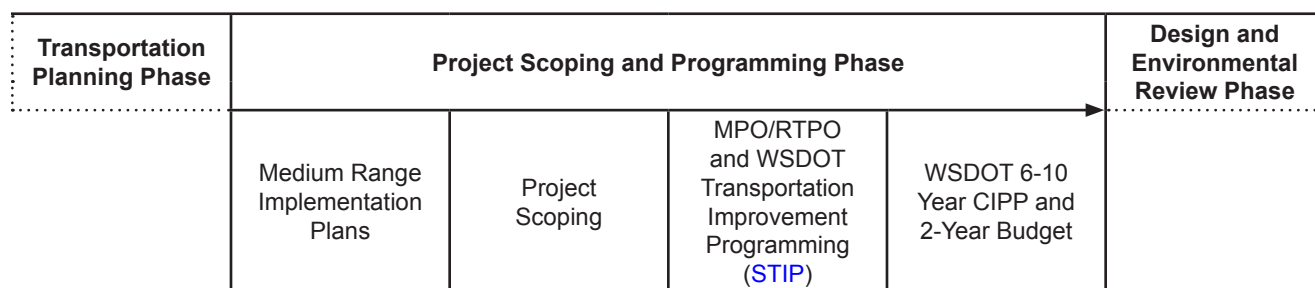 Transportation
Planning Phase
Project Scoping and Programming Phase
Design and
Environmental
Review Phase
Medium Range
Implementation
Plans
Project
Scoping
MPO/RTPO
and WSDOT
Transportation
Improvement
Programming
(STIP)
WSDOT 6-10
Year CIPP and
2-Year Budget